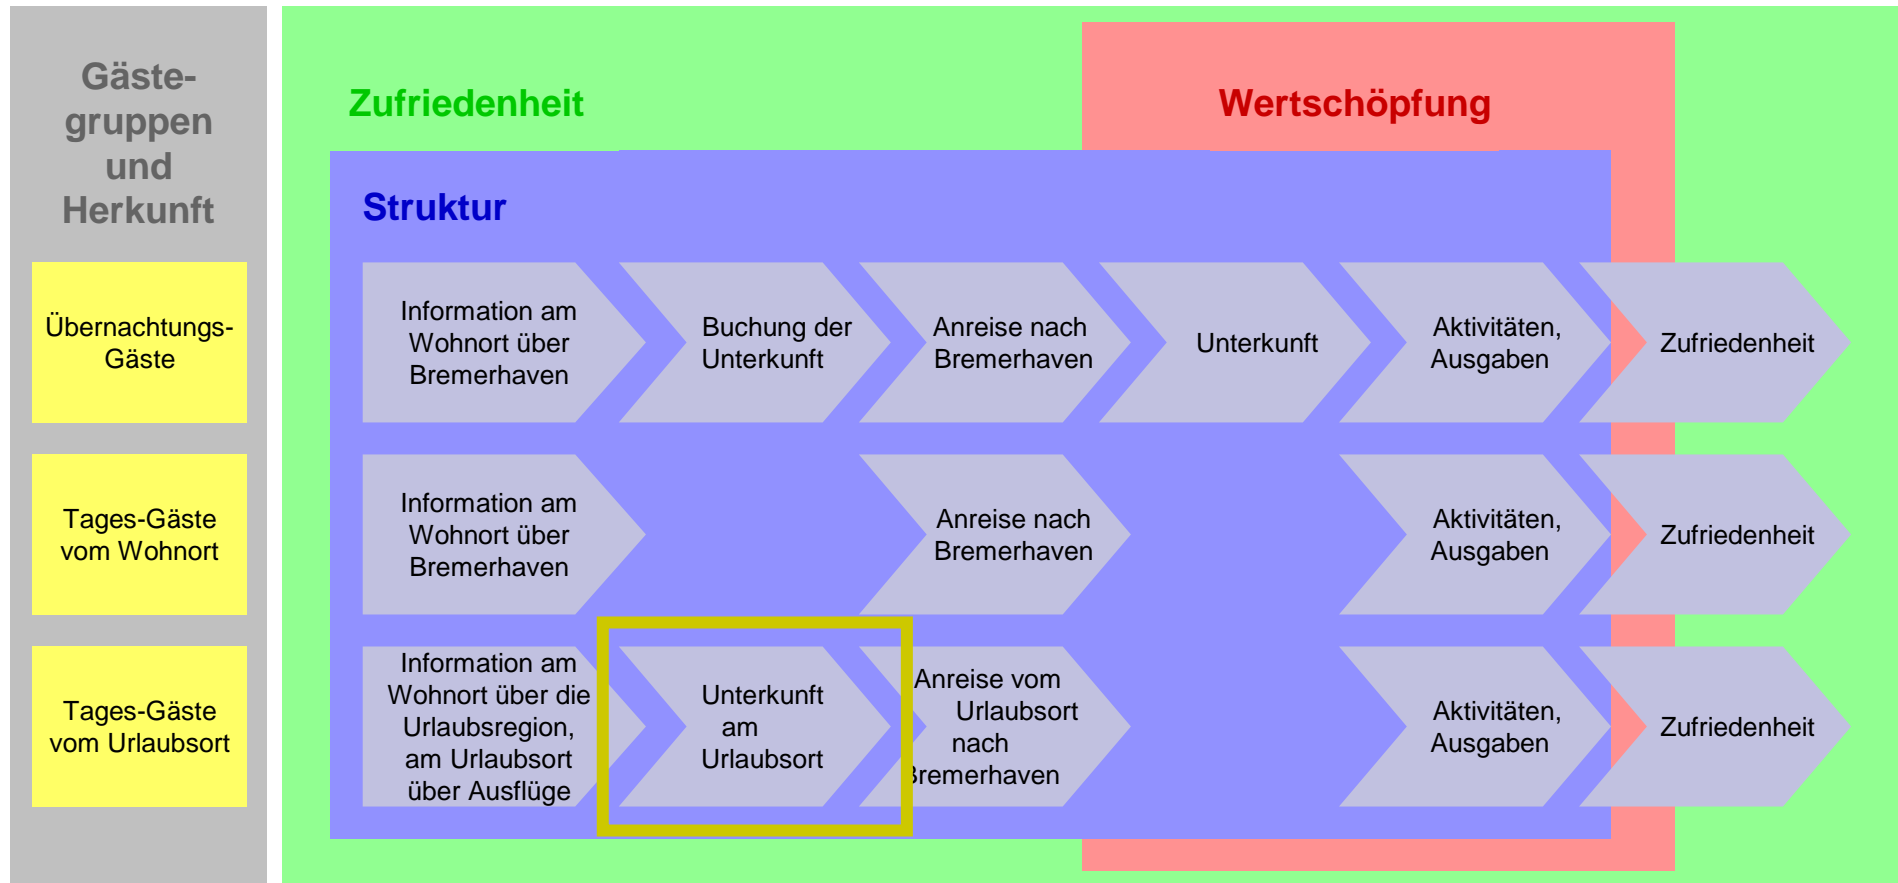 Gäste-
gruppen
und
Herkunft
Zufriedenheit
Wertschöpfung
Struktur
Übernachtungs-
Gäste
Information am
Wohnort über
Bremerhaven
Buchung der
Unterkunft
Anreise nach
Bremerhaven
Unterkunft
Aktivitäten,
Ausgaben
Zufriedenheit
Tages-Gäste
vom Wohnort
Information am
Wohnort über
Bremerhaven
Anreise nach
Bremerhaven
Aktivitäten,
Ausgaben
Zufriedenheit
Tages-Gäste
vom Urlaubsort
Information am
Wohnort über die
Urlaubsregion,
am Urlaubsort
über Ausflüge
Unterkunft
am
Urlaubsort
Anreise vom
Urlaubsort
nach
Bremerhaven
Aktivitäten,
Ausgaben
Zufriedenheit